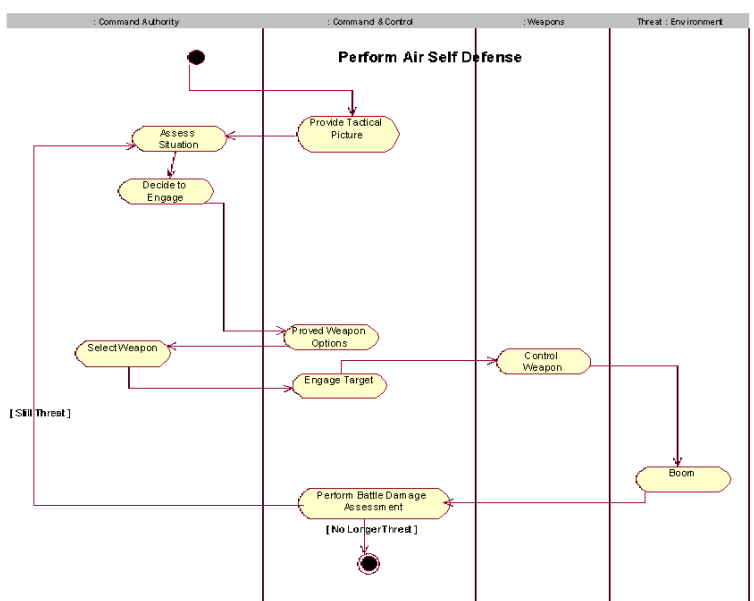 : Command Authority
: Command & Control
: Weapons
Threat : Environment
Perform Air Self Defense
Provide Tactical
Picture
Assess
Situation
Decide to
Engage
Proved Weapon
Options
Select Weapon
Control
Weapon
Engage Target
[ Still Threat ]
Boom
Perform Battle Damage
Assessment
[ No Longer Threst ]